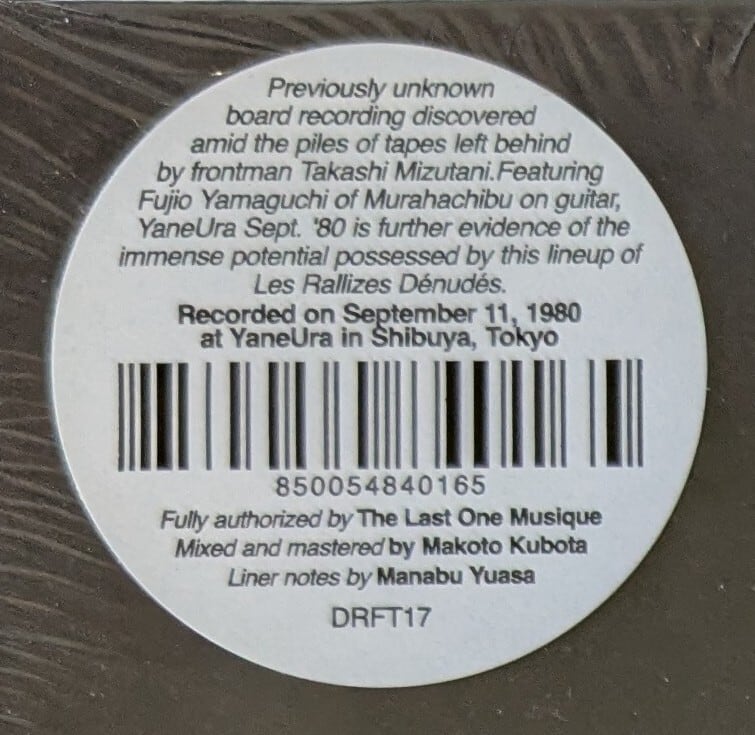 Previously unknown
board recording discovered
amid the piles of tapes left behind
by frontman Takashi Mizutani.Featuring
Fujio Yamaguchi of Murahachibu on guitar,
YaneUra Sept. '80 is further evidence of the
immense potential possessed by this lineup of
Les Rallizes Dénudés.
Recorded on September 11, 1980
at YaneUra in Shibuya, Tokyo
850054840165
Fully authorized by The Last One Musique
Mixed and mastered by Makoto Kubota
Liner notes by Manabu Yuasa
DRFT17